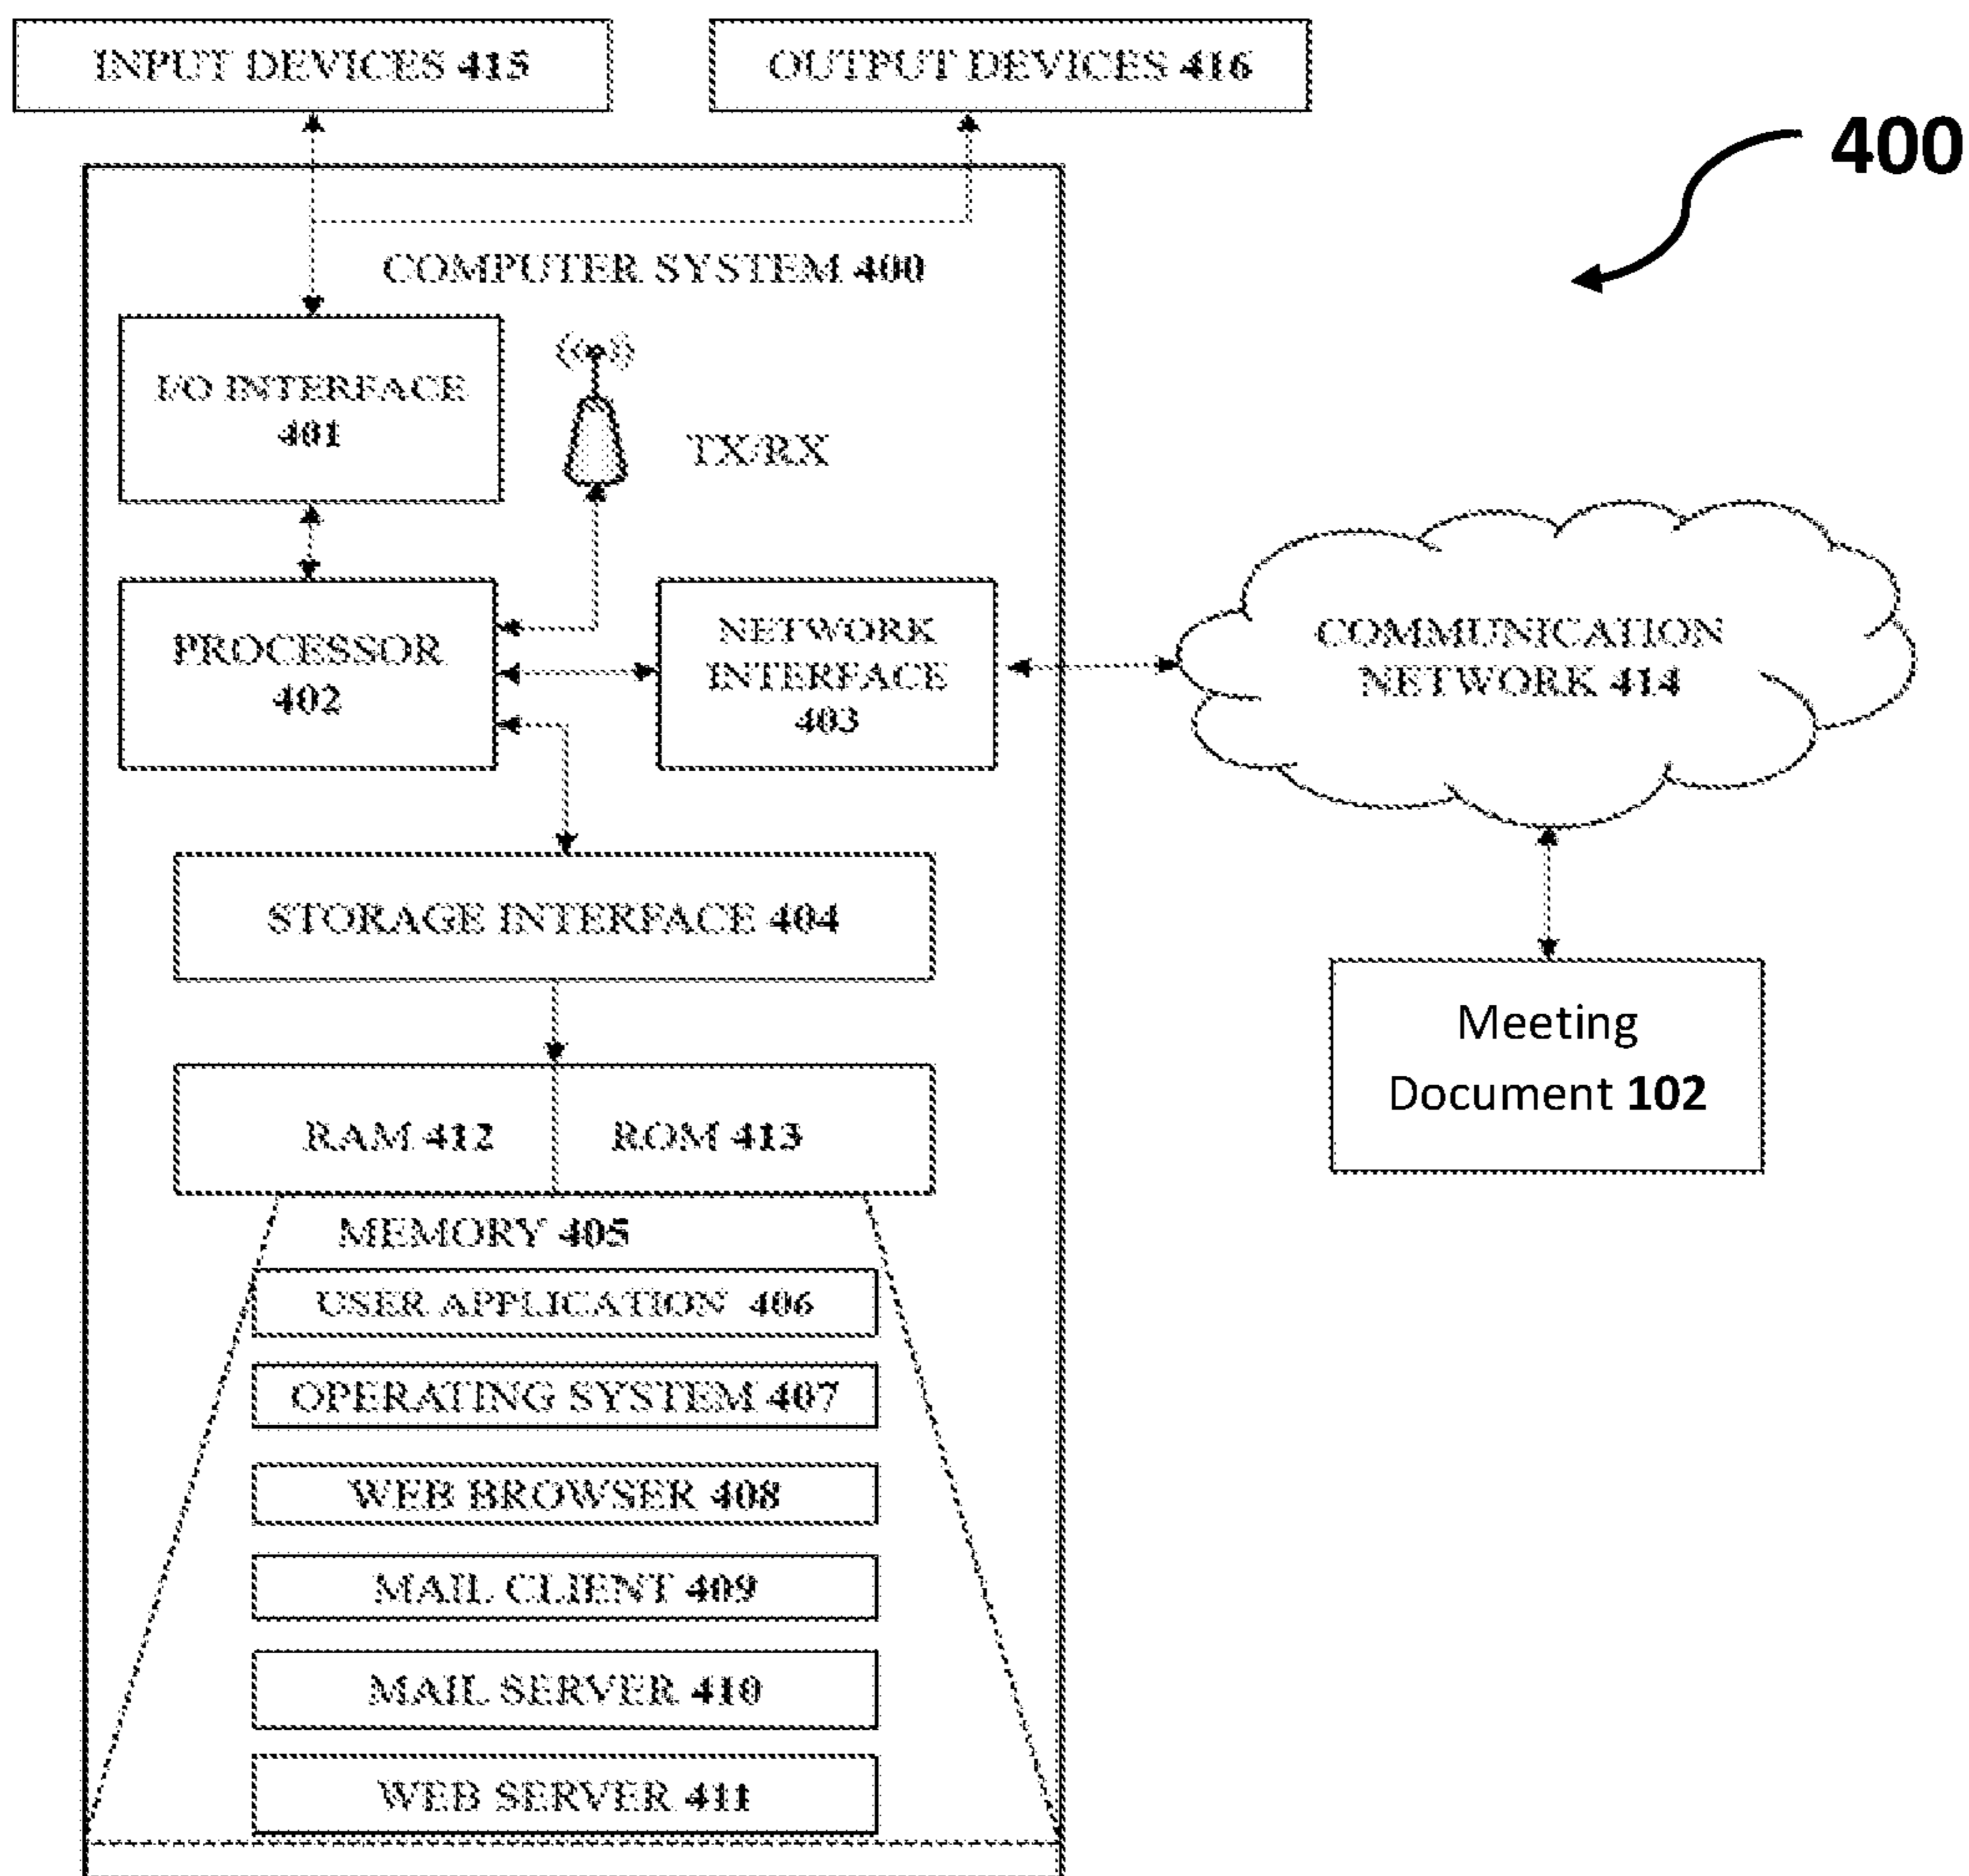 INPUT DEVICES 415
OUTPUT DEVICES 416
400
COMPUTER SYSTEM 400
I/O INTERFACE
401
TX/RX
PROCESSOR
402
NETWORK
INTERFACE
403
COMMUNICATION
NETWORK 414
STORAGE INTERFACE 404
Meeting
Document 102
RAM 412
ROM 413
MEMORY 405
USER APPLICATION 406
OPERATING SYSTEM 407
WEB BROWSER 408
MAIL CLIENT 409
MAIL SERVER 410
WEB SERVER 411